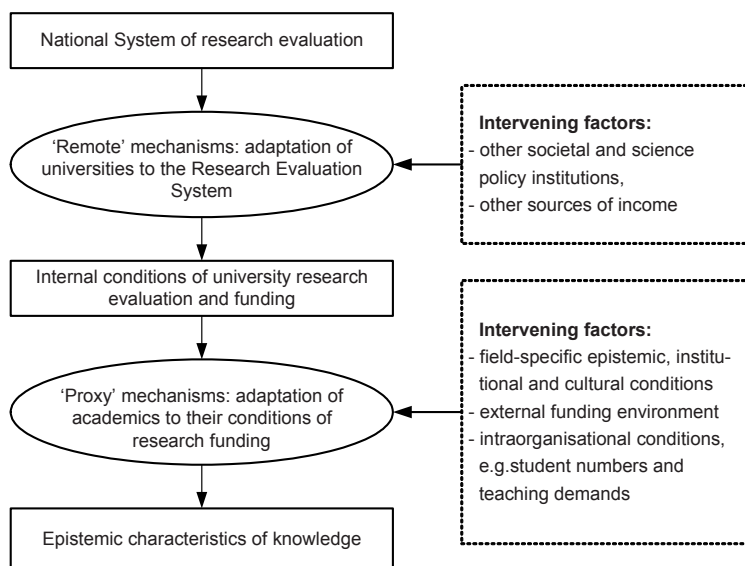 National System of research evaluation
‘Remote’ mechanisms: adaptation of
universities to the Research Evaluation
System
Intervening factors:
- other societal and science
policy institutions,
- other sources of income
Internal conditions of university research
evaluation and funding
‘Proxy’ mechanisms: adaptation of
academics to their conditions of
research funding
Intervening factors:
- field-specific epistemic, institu-
tional and cultural conditions
- external funding environment
- intraorganisational conditions,
e.g.student numbers and
teaching demands
Epistemic characteristics of knowledge